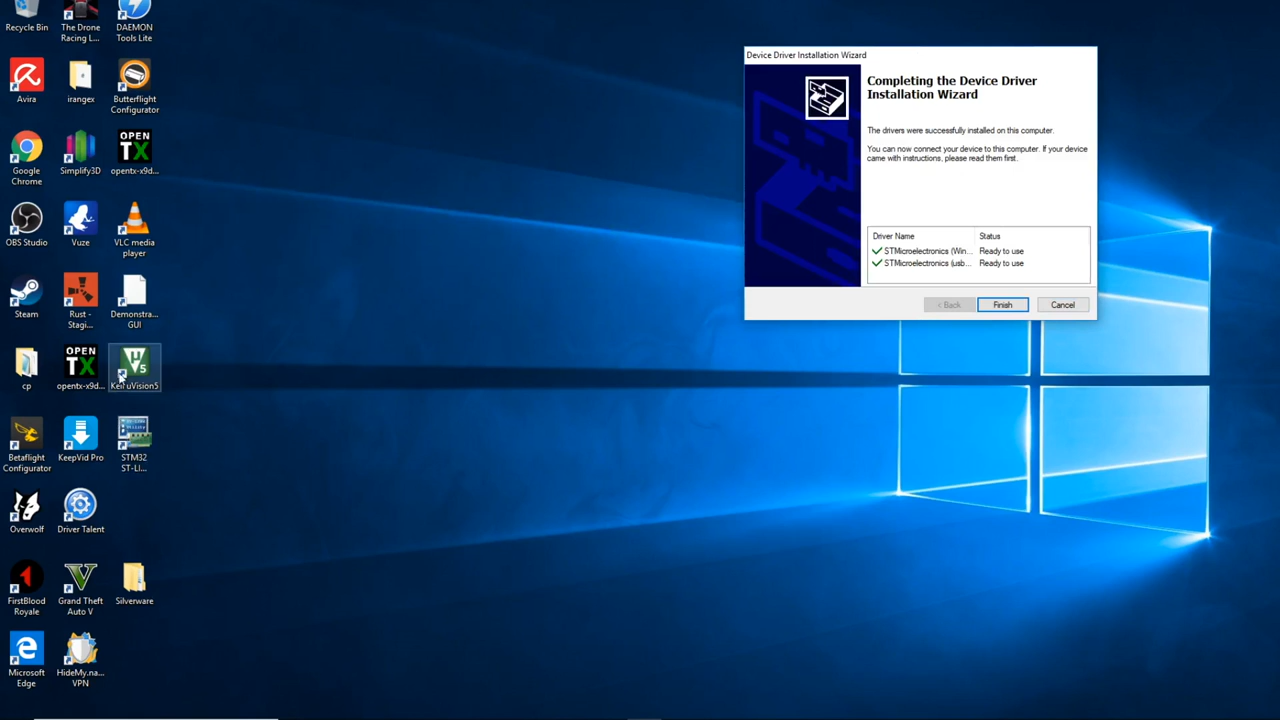 Recycle Bin
The Drone
Racing L...
DAEMON
Tools Lite
Avira
irangex
Butterflight
Configurator
Google
Chrome
Simplify3D
OPEN
TX
opentx-x9d...
OBS Studio
Vuze
VLC media
player
Steam
Rust -
Stagi...
Demonstra...
GUI
cp
OPEN
TX
opentx-x9d...
Keil uVision5
Betaflight
Configurator
KeepVid Pro
STM32
ST-LI...
Overwolf
Driver Talent
FirstBlood
Royale
Grand Theft
Auto V
Silverware
Microsoft
Edge
HideMy.na...
VPN
Device Driver Installation Wizard
Completing the Device Driver
Installation Wizard
The drivers were successfully installed on this computer.
You can now connect your device to this computer. If your device
came with instructions, please read them first.
Driver Name Status
STMicroelectronics (Win... Ready to use
STMicroelectronics (usb... Ready to use
< Back Finish Cancel